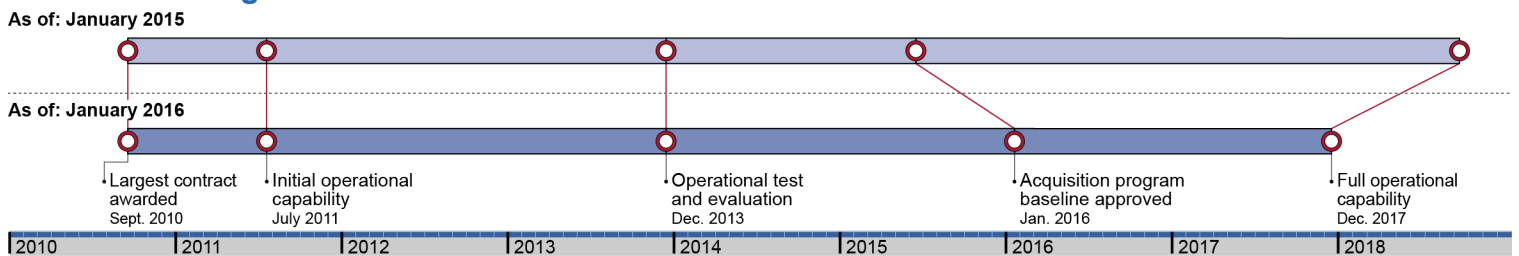 As of: January 2015
As of: January 2016
Largest contract
awarded
Sept. 2010
Initial operational
capability
July 2011
Operational test
and evaluation
Dec. 2013
Acquisition program
baseline approved
Jan. 2016
Full operational
capability
Dec. 2017
2010 2011 2012 2013 2014 2015 2016 2017 2018